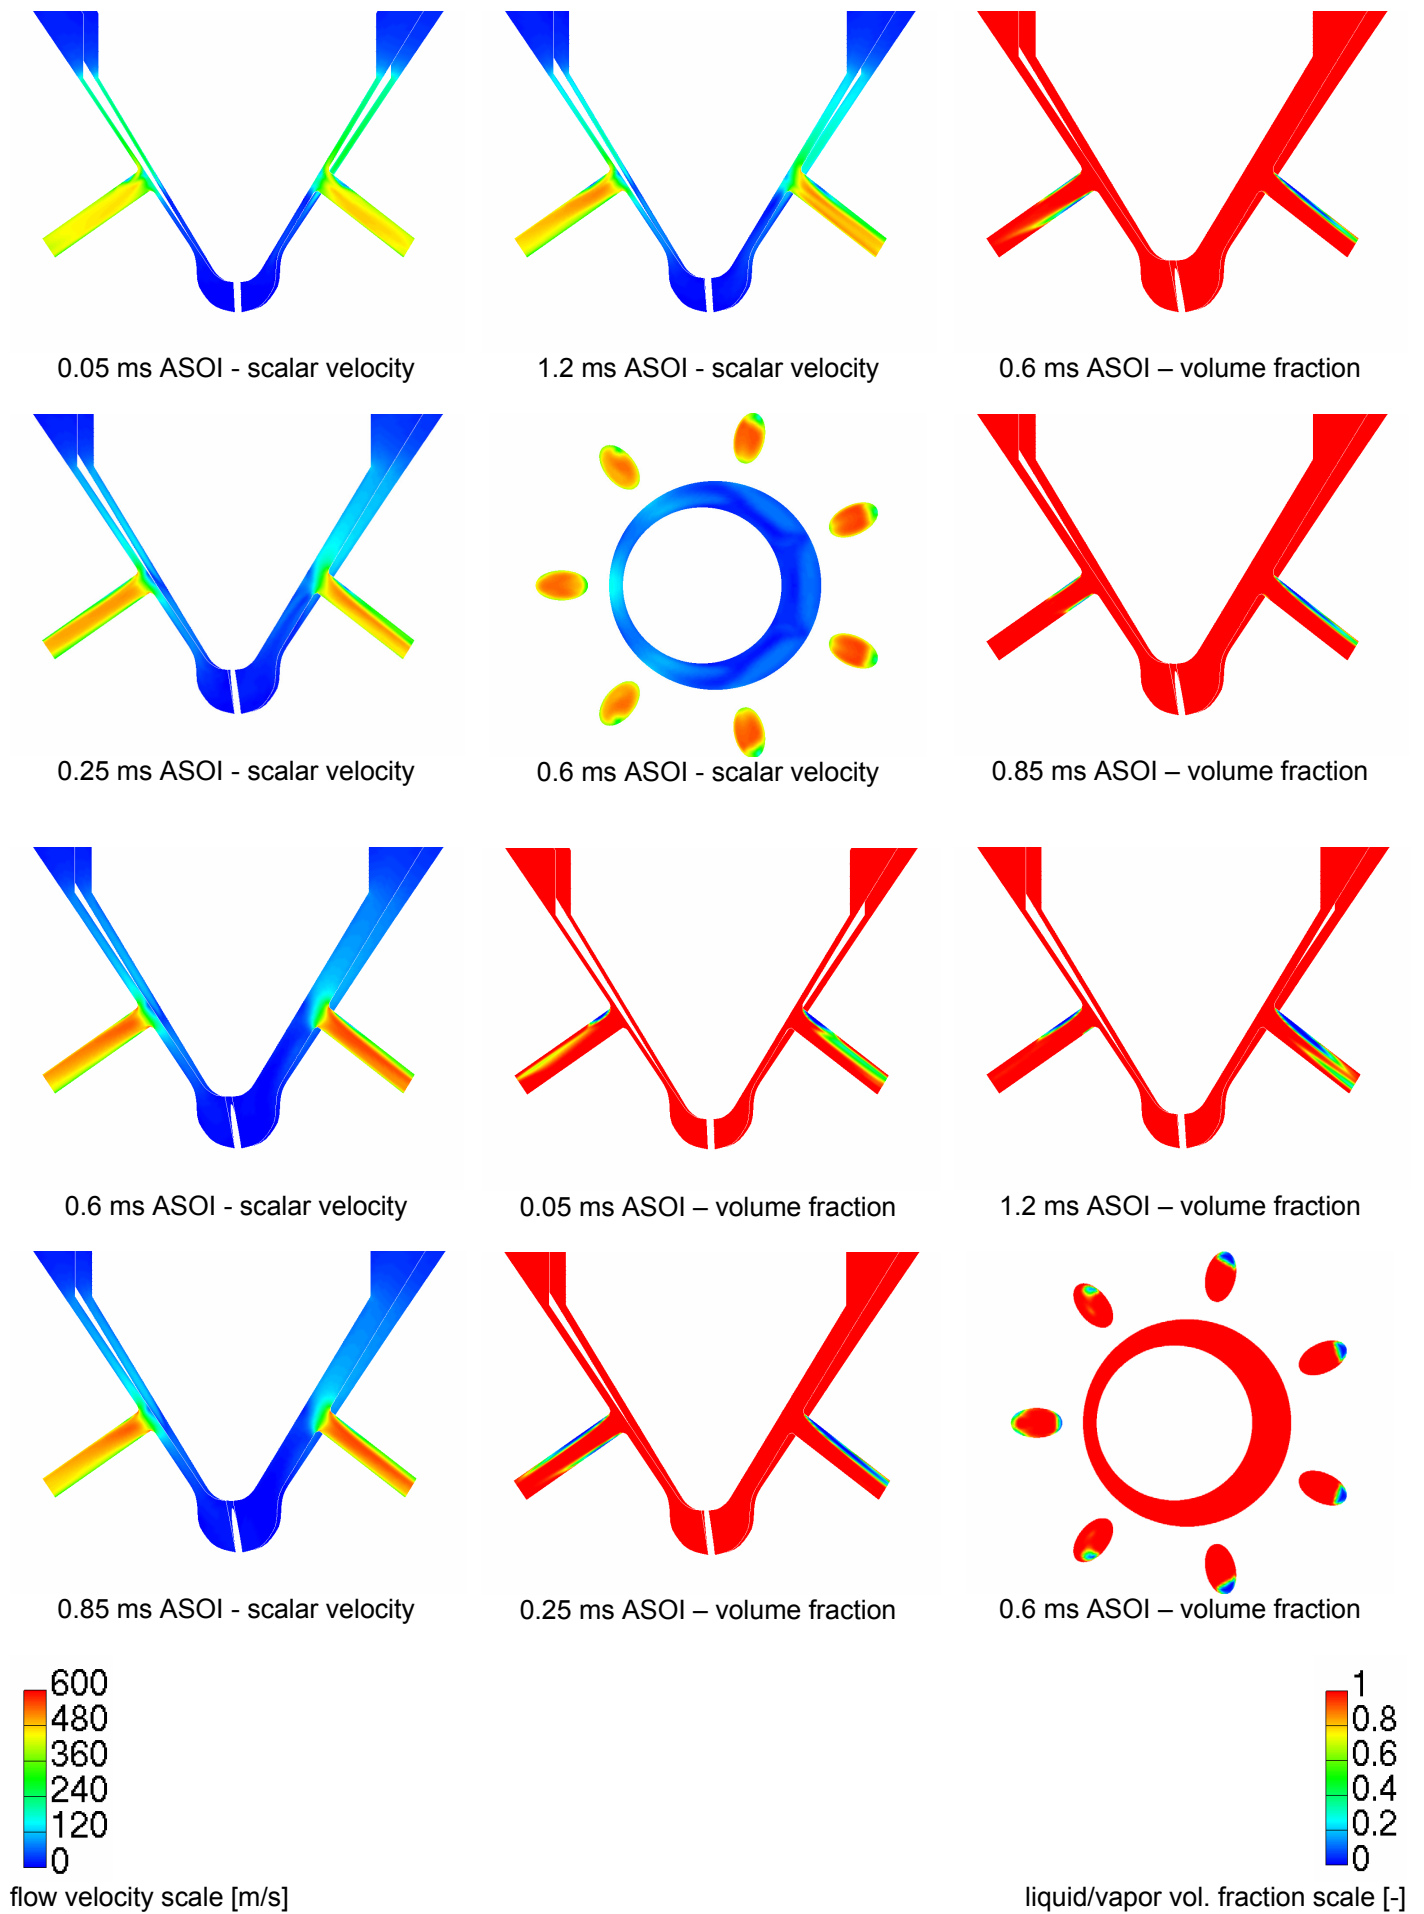 0.05 ms ASOI - scalar velocity
1.2 ms ASOI - scalar velocity
0.6 ms ASOI – volume fraction
0.25 ms ASOI - scalar velocity
0.6 ms ASOI - scalar velocity
0.85 ms ASOI – volume fraction
0.6 ms ASOI - scalar velocity
0.05 ms ASOI – volume fraction
1.2 ms ASOI – volume fraction
0.85 ms ASOI - scalar velocity
0.25 ms ASOI – volume fraction
0.6 ms ASOI – volume fraction
600
480
360
240
120
0
flow velocity scale [m/s]
1
0.8
0.6
0.4
0.2
0
liquid/vapor vol. fraction scale [-]